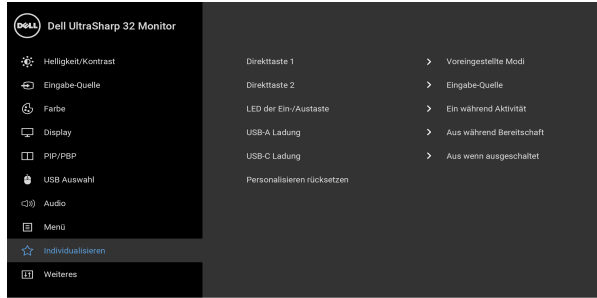 DELL
Dell UltraSharp 32 Monitor
Helligkeit/Kontrast
Eingabe-Quelle
Farbe
Display
PIP/PBP
USB Auswahl
Audio
Menü
Individualisieren
Weiteres
Direkttaste 1 > Voreingestellte Modi
Direkttaste 2 > Eingabe-Quelle
LED der Ein-/Austaste > Ein während Aktivität
USB-A Ladung > Aus während Bereitschaft
USB-C Ladung > Aus wenn ausgeschaltet
Personalisieren rücksetzen